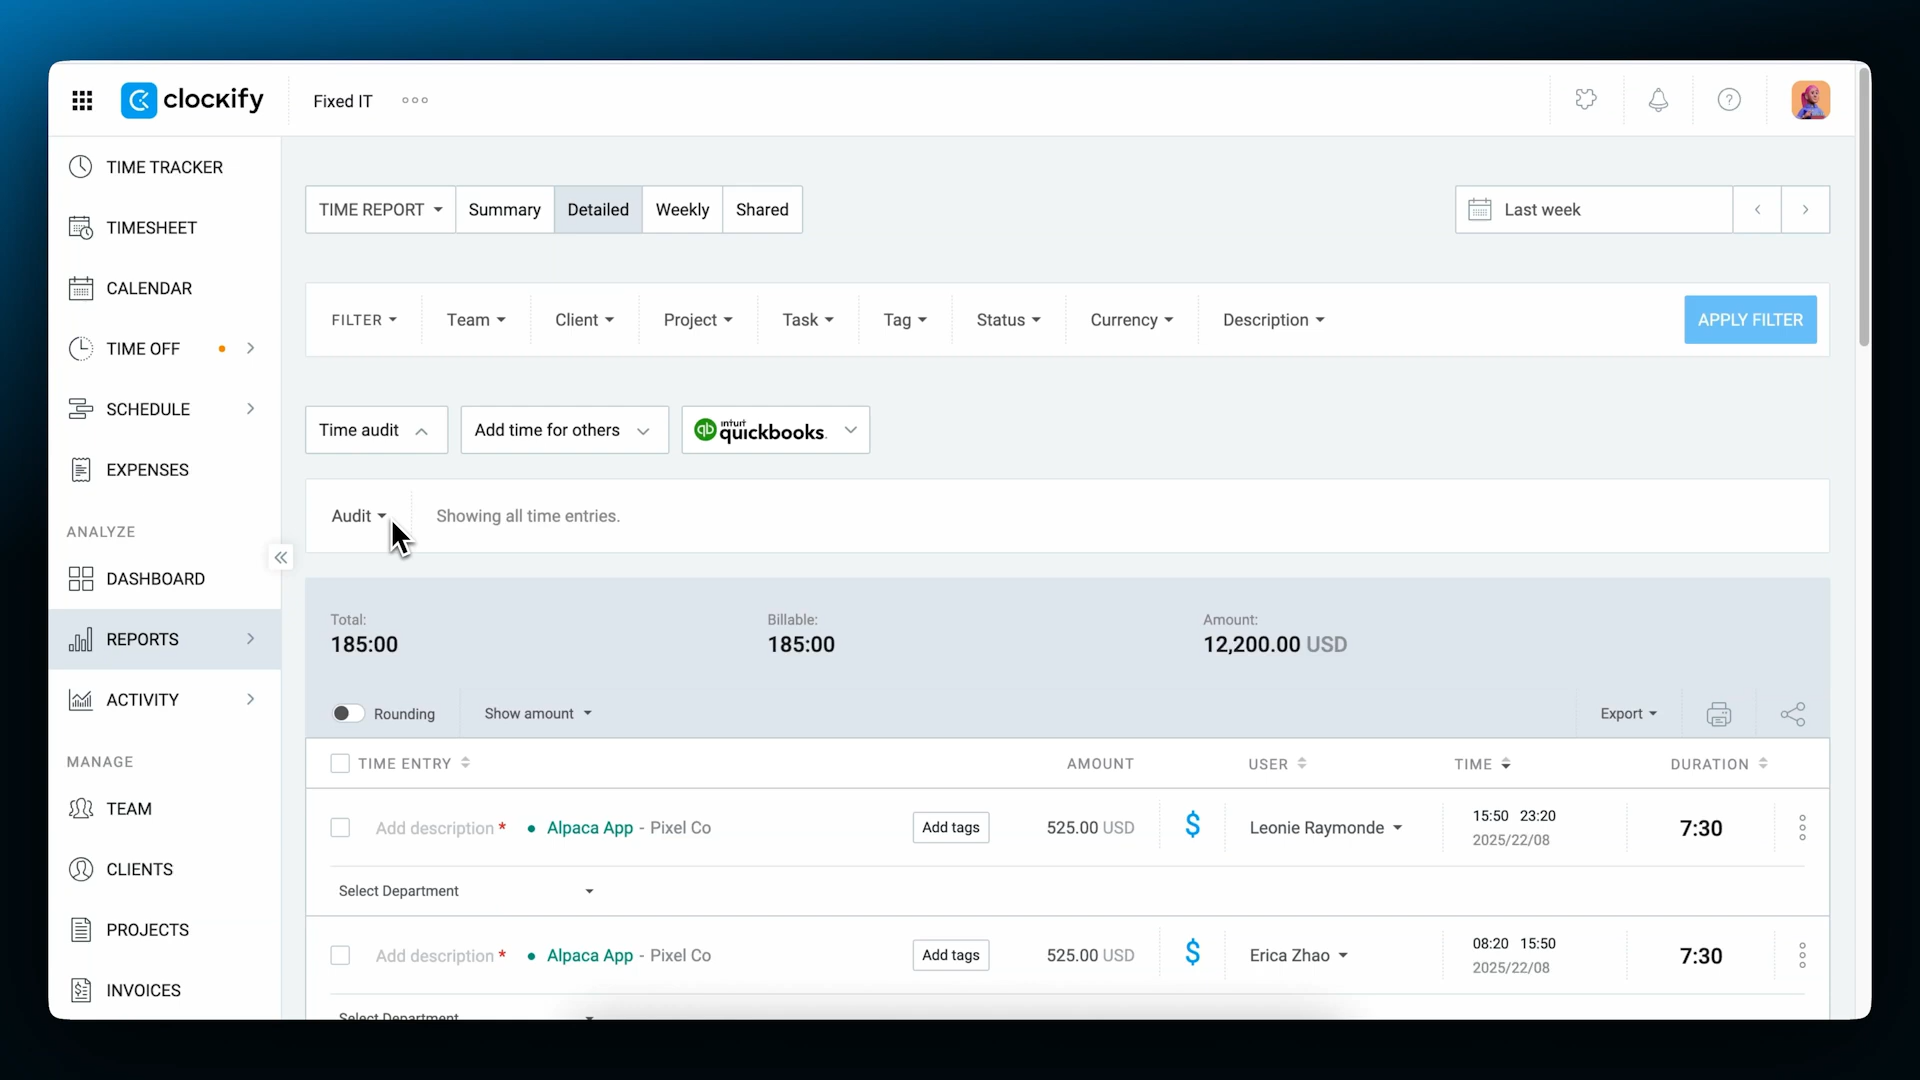 clockify
Fixed IT
TIME TRACKER
TIMESHEET
CALENDAR
TIME OFF
SCHEDULE
EXPENSES
ANALYZE
DASHBOARD
REPORTS
ACTIVITY
MANAGE
TEAM
CLIENTS
PROJECTS
INVOICES
TIME REPORT Summary Detailed Weekly Shared
Last week
FILTER Team Client Project Task Tag Status Currency Description APPLY FILTER
Time audit Add time for others qb intuit quickbooks.
Audit Showing all time entries.
Total: Billable: Amount:
185:00 185:00 12,200.00 USD
Rounding Show amount Export
TIME ENTRY AMOUNT USER TIME DURATION
Add description * Alpaca App - Pixel Co Add tags 525.00 USD $ Leonie Raymonde 15:50 23:20 7:30
2025/22/08
Select Department
Add description * Alpaca App - Pixel Co Add tags 525.00 USD $ Erica Zhao 08:20 15:50 7:30
2025/22/08
Select Department